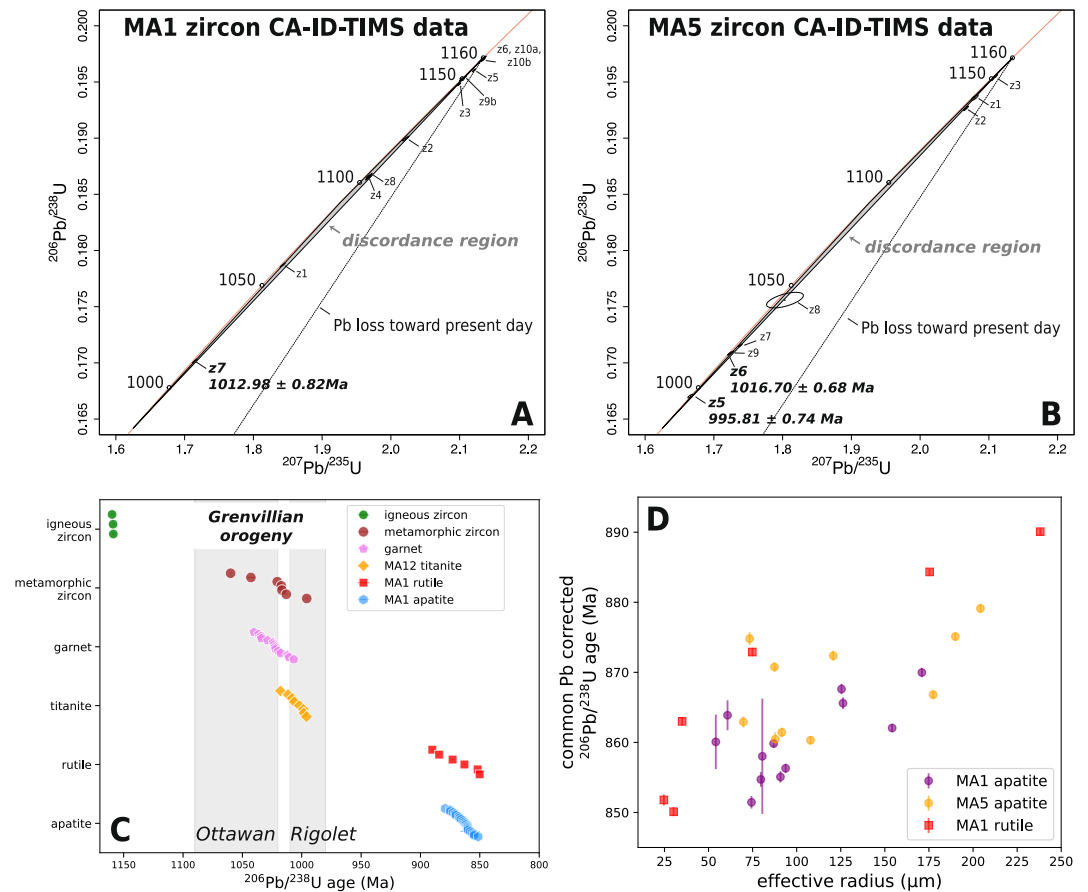 MA1 zircon CA-ID-TIMS data
A
0.200
0.195
0.190
0.185
0.180
0.175
0.170
0.165
206Pb/238U
1160
1150
1100
1050
1000
z6, z10a,
z10b
z5
z9b
z3
z2
z8
z4
discordance region
z1
Pb loss toward present day
z7
1012.98 ± 0.82Ma
1.6 1.7 1.8 1.9 2.0 2.1 2.2
207Pb/235U
MA5 zircon CA-ID-TIMS data
B
0.200
0.195
0.190
0.185
0.180
0.175
0.170
0.165
206Pb/238U
1160
1150
1100
1050
1000
z3
z1
z2
discordance region
z8
Pb loss toward present day
z7
z9
z6
1016.70 ± 0.68 Ma
z5
995.81 ± 0.74 Ma
1.6 1.7 1.8 1.9 2.0 2.1 2.2
207Pb/235U
igneous
zircon
metamorphic
zircon
garnet
titanite
rutile
apatite
Grenvillian
orogeny
igneous zircon
metamorphic zircon
garnet
MA12 titanite
MA1 rutile
MA1 apatite
C
Ottawan
Rigolet
1150 1100 1050 1000 950 900 850 800
206Pb/238U age (Ma)
D
common Pb corrected
206Pb/238U age (Ma)
890
880
870
860
850
MA1 apatite
MA5 apatite
MA1 rutile
25 50 75 100 125 150 175 200 225 250
effective radius (μm)